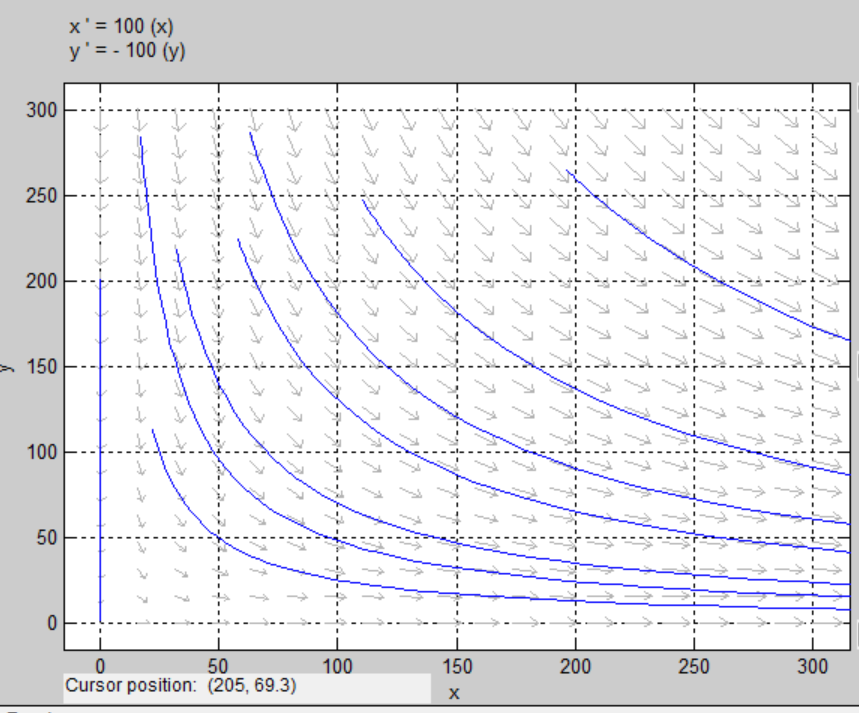 x ' = 100 (x)
y ' = - 100 (y)
300
250
200
150
100
50
0
y
0 50 100 150 200 250 300
Cursor position: (205, 69.3)
x